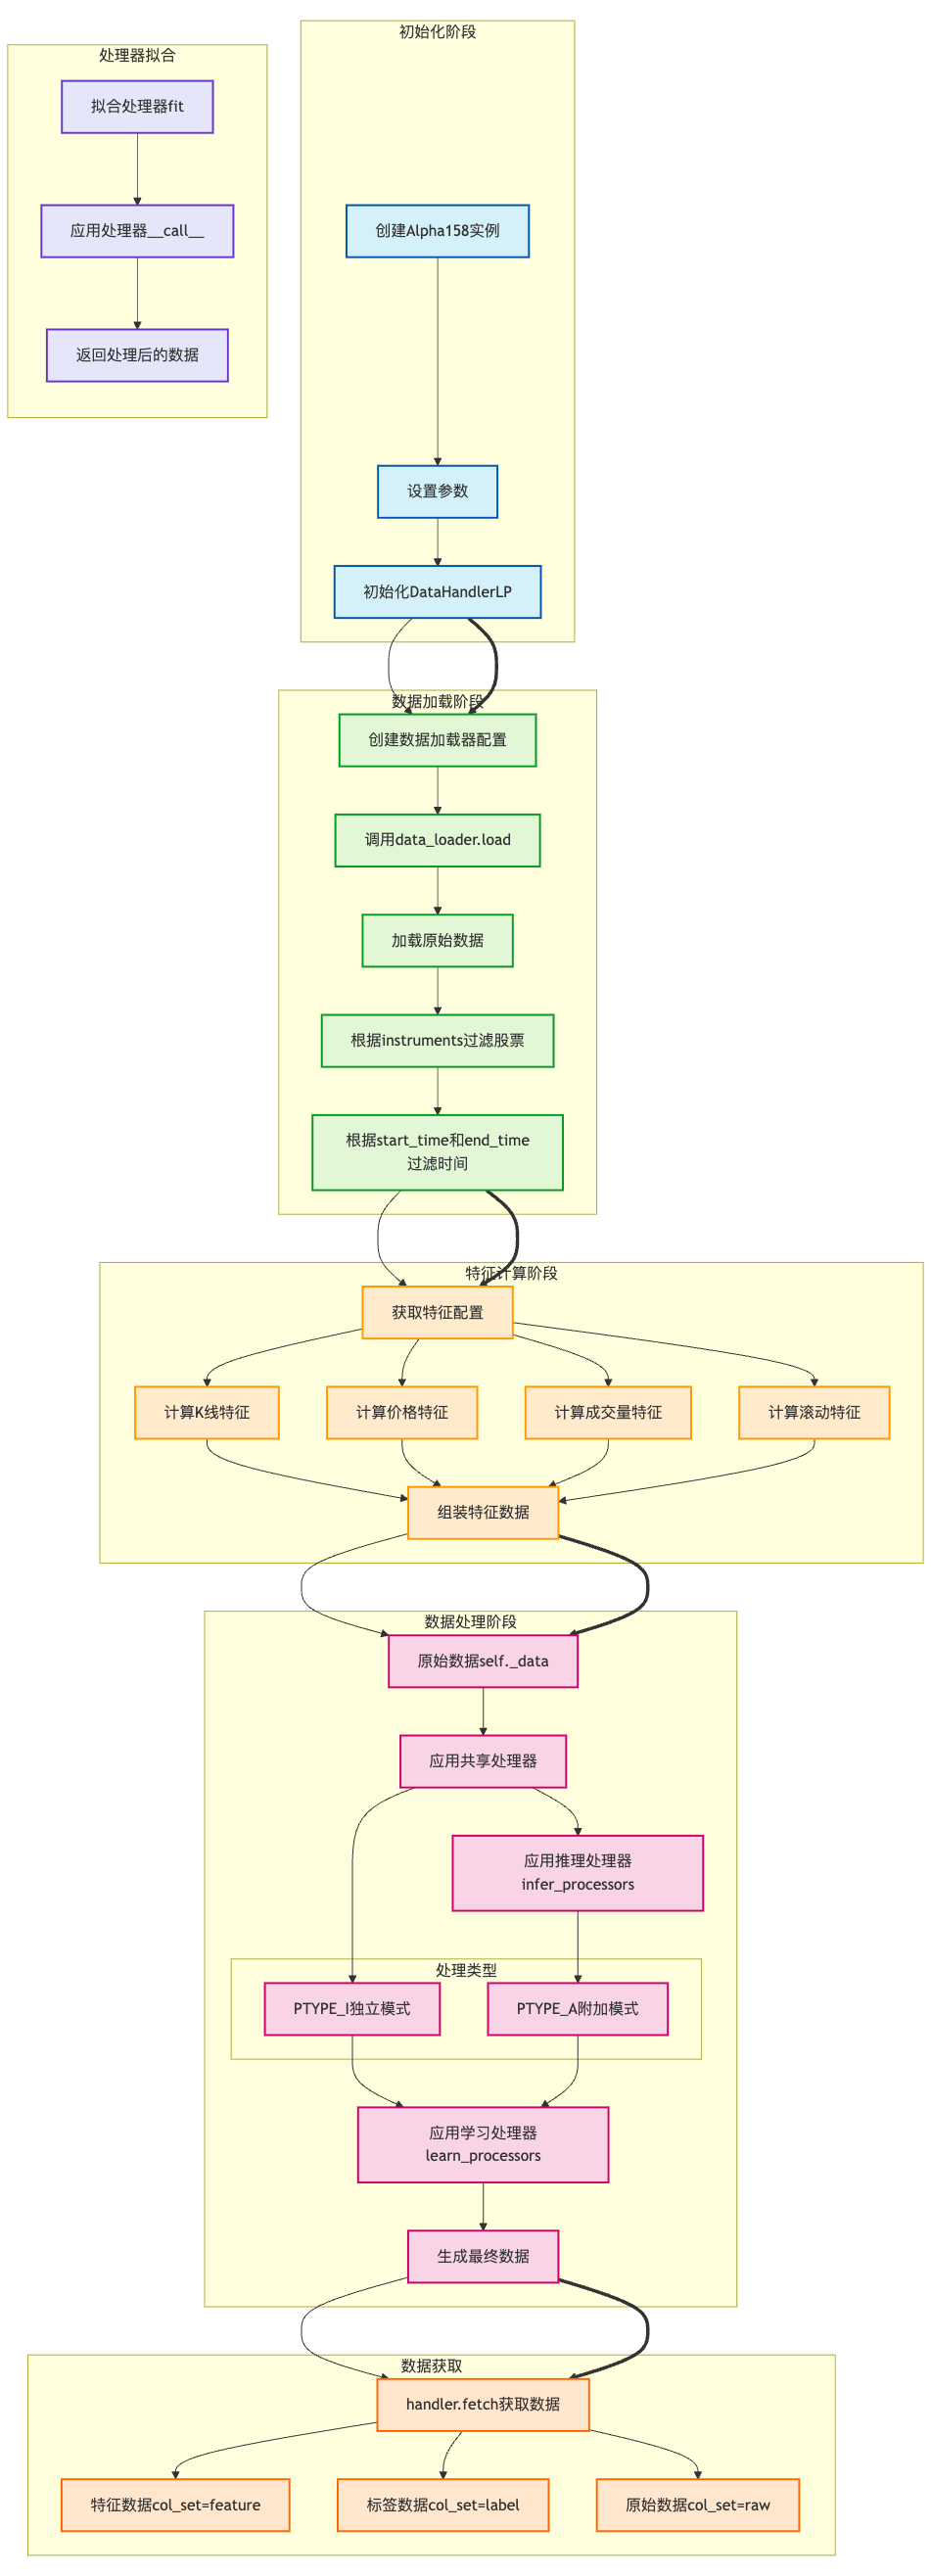 处理器拟合
拟合处理器fit
应用处理器__call__
返回处理后的数据
初始化阶段
创建Alpha158实例
设置参数
初始化DataHandlerLP
数据加载阶段
创建数据加载器配置
调用data_loader.load
加载原始数据
根据instruments过滤股票
根据start_time和end_time
过滤时间
特征计算阶段
获取特征配置
计算K线特征
计算价格特征
计算成交量特征
计算滚动特征
组装特征数据
数据处理阶段
原始数据self._data
应用共享处理器
应用推理处理器
infer_processors
处理类型
PTYPE_I独立模式
PTYPE_A附加模式
应用学习处理器
learn_processors
生成最终数据
数据获取
handler.fetch获取数据
特征数据col_set=feature
标签数据col_set=label
原始数据col_set=raw